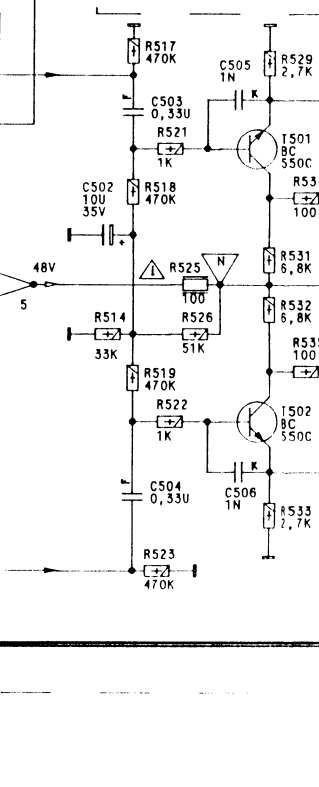 R517
470K
C505
1N
K
R529
2,7K
F
C503
0,33U
R521
1K
T501
BC
550C
C502
10U
35V
R518
470K
R53
100
+
48V
5
R525
100
N
R531
6,8K
R514
33K
R526
51K
R532
6,8K
R519
470K
R535
100
R522
1K
T502
BC
550C
F
C504
0,33U
K
C506
1N
R533
2,7K
R523
470K